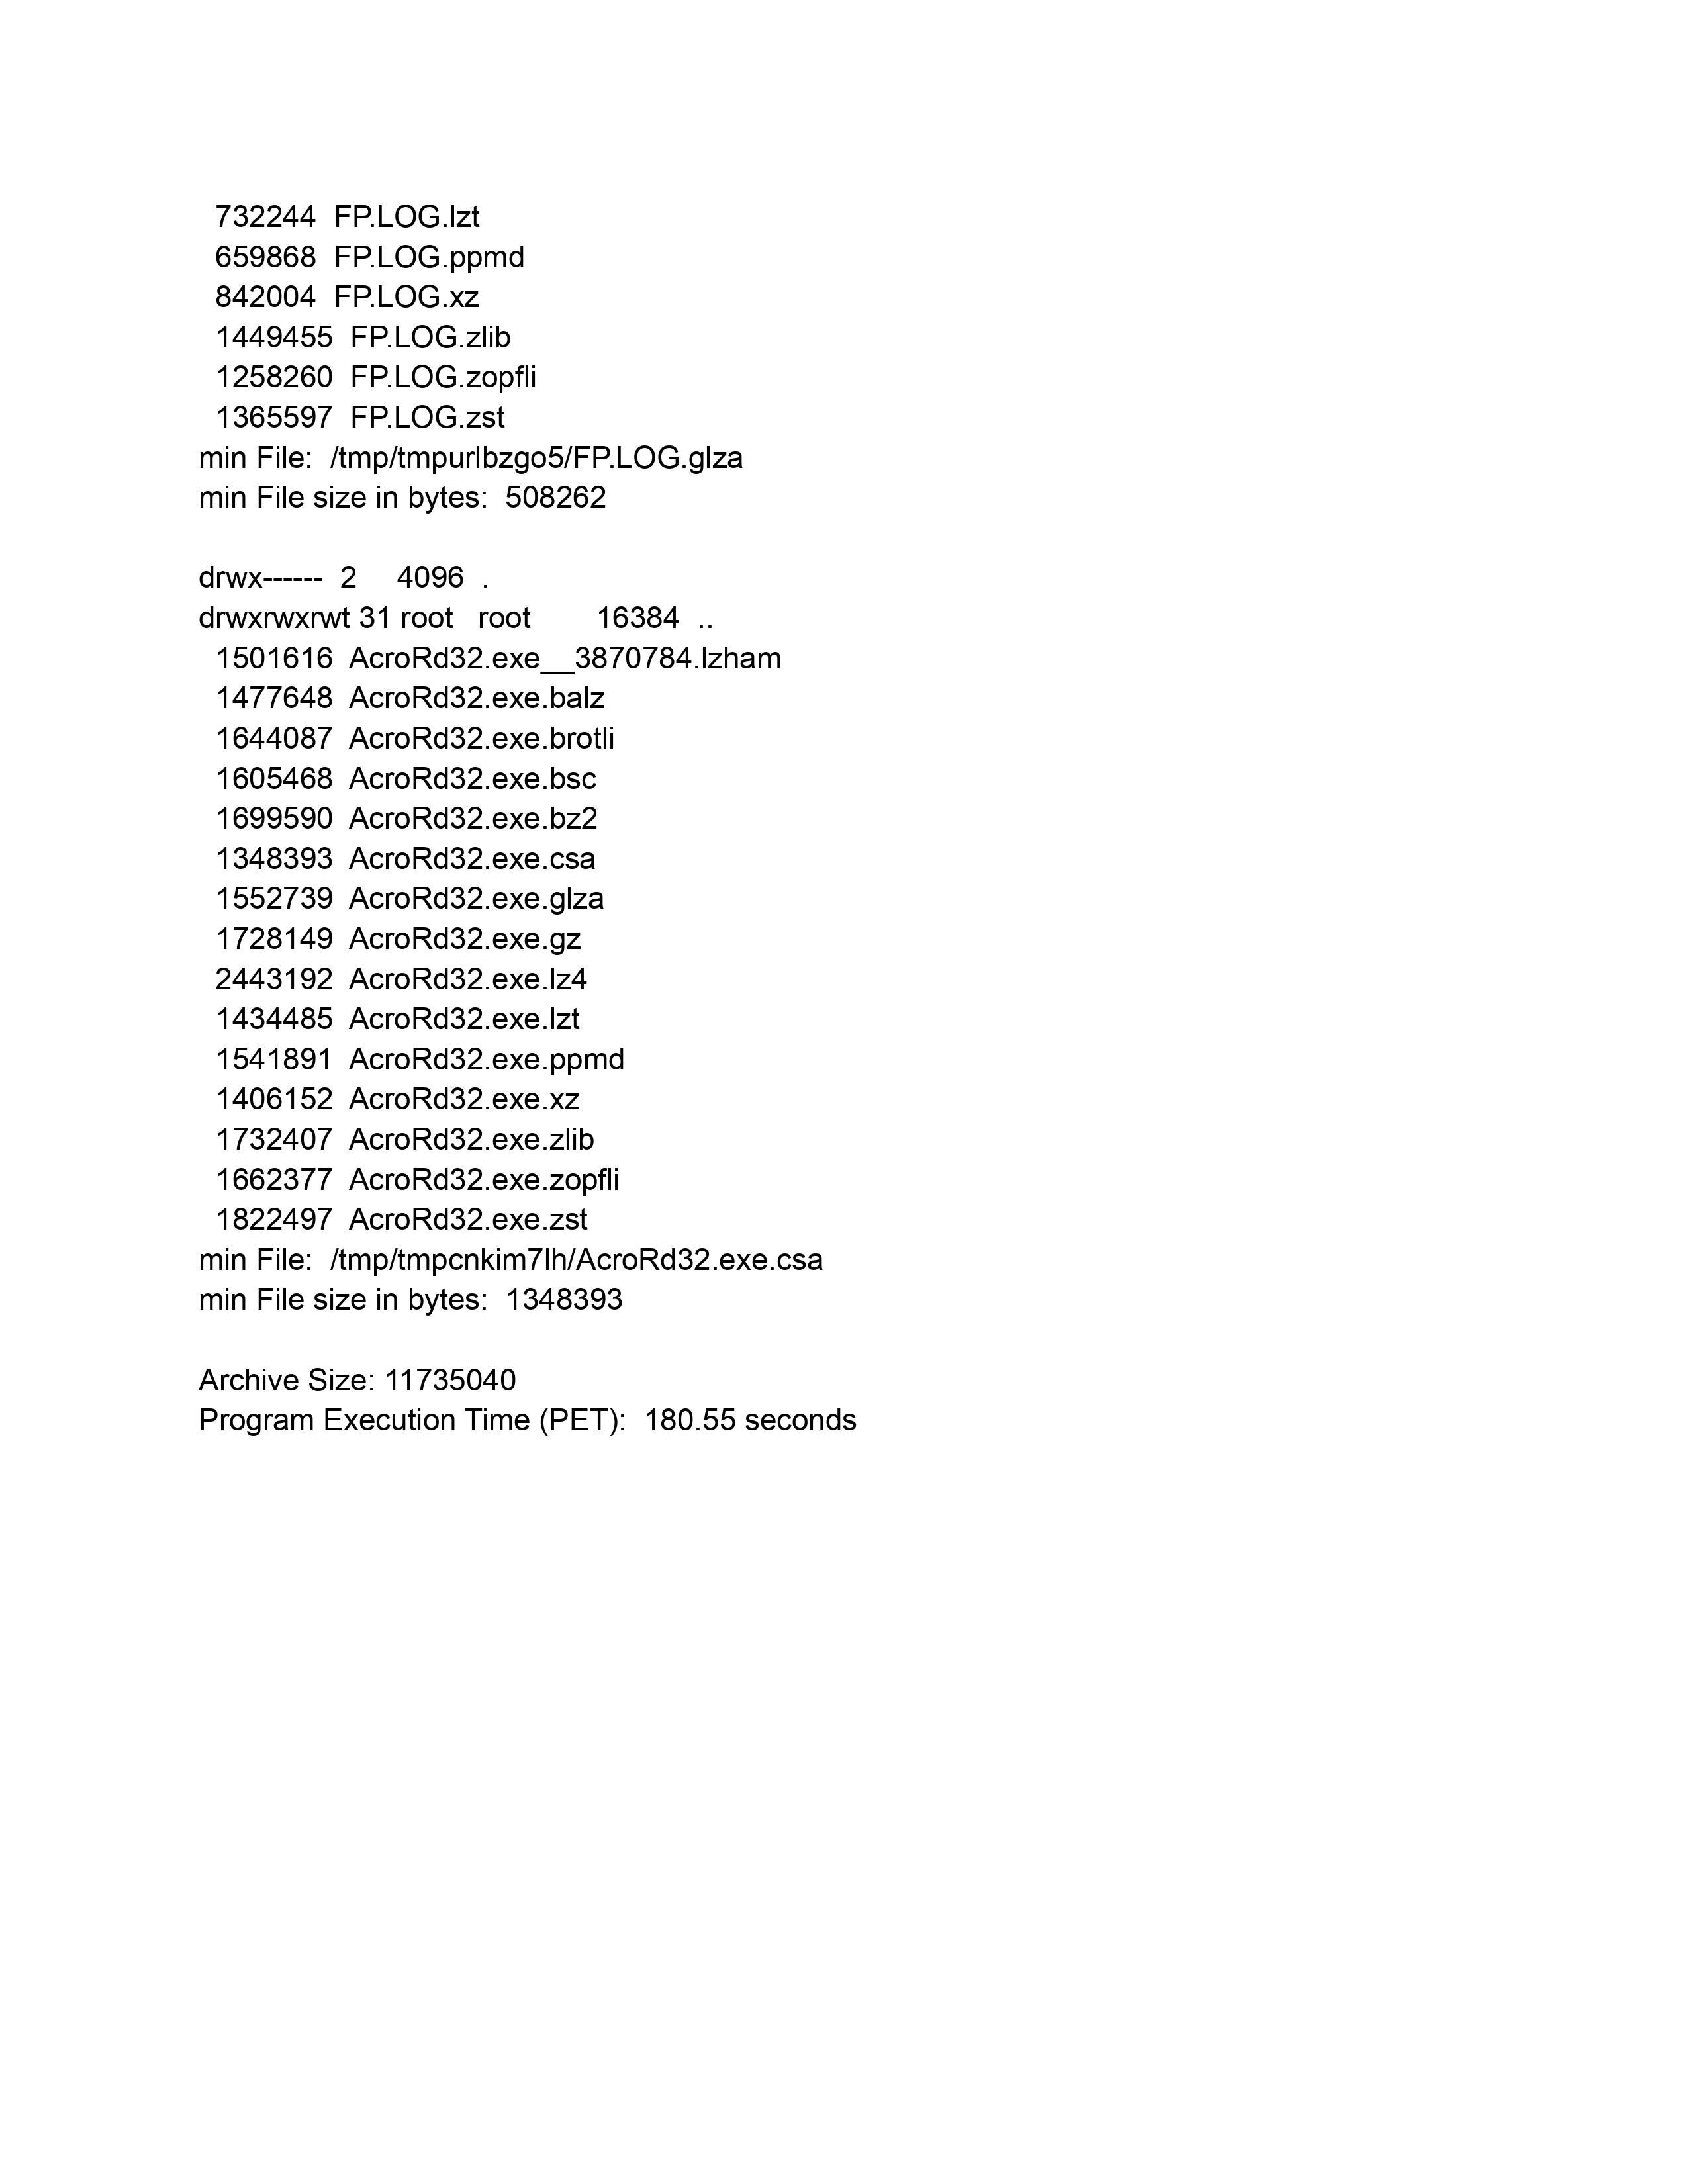 732244  FP.LOG.lzt
659868  FP.LOG.ppmd
842004  FP.LOG.xz
1449455  FP.LOG.zlib
1258260  FP.LOG.zopfli
1365597  FP.LOG.zst
min File:  /tmp/tmpurlbzgo5/FP.LOG.glza
min File size in bytes:  508262
drwx------  2     4096  .
drwxrwxrwt 31 root   root        16384  ..
1501616  AcroRd32.exe__3870784.lzham
1477648  AcroRd32.exe.balz
1644087  AcroRd32.exe.brotli
1605468  AcroRd32.exe.bsc
1699590  AcroRd32.exe.bz2
1348393  AcroRd32.exe.csa
1552739  AcroRd32.exe.glza
1728149  AcroRd32.exe.gz
2443192  AcroRd32.exe.lz4
1434485  AcroRd32.exe.lzt
1541891  AcroRd32.exe.ppmd
1406152  AcroRd32.exe.xz
1732407  AcroRd32.exe.zlib
1662377  AcroRd32.exe.zopfli
1822497  AcroRd32.exe.zst
min File:  /tmp/tmpcnkim7lh/AcroRd32.exe.csa
min File size in bytes:  1348393
Archive Size: 11735040
Program Execution Time (PET):  180.55 seconds